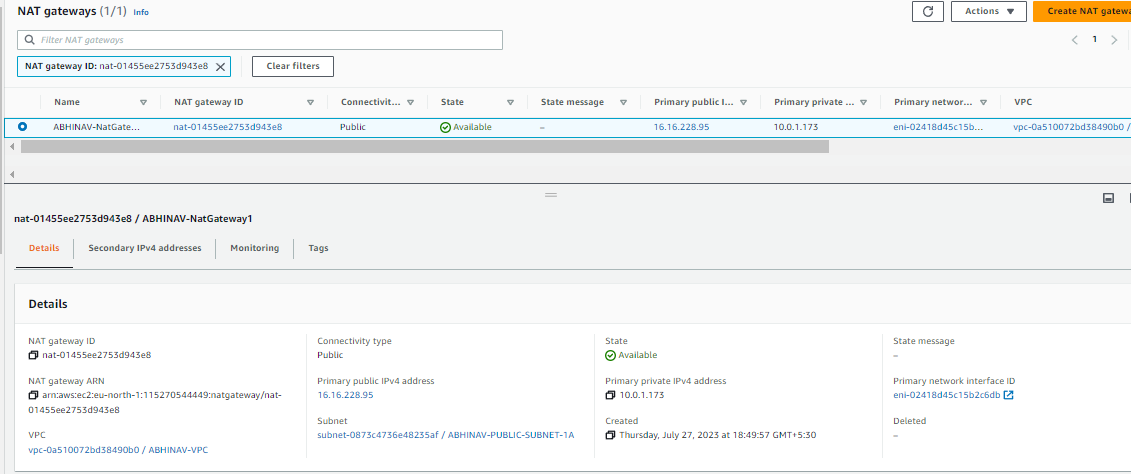 NAT gateways (1/1) Info
Actions
Create NAT gatewa
Filter NAT gateways
1
NAT gateway ID: nat-01455ee2753d943e8
Clear filters
Name NAT gateway ID Connectivit... State State message Primary public I... Primary private ... Primary networ... VPC
ABHINAV-NatGate... nat-01455ee2753d943e8 Public Available – 16.16.228.95 10.0.1.173 eni-02418d45c15b... vpc-0a510072bd38490b0 /
nat-01455ee2753d943e8 / ABHINAV-NatGateway1
Details Secondary IPv4 addresses Monitoring Tags
Details
NAT gateway ID
nat-01455ee2753d943e8
NAT gateway ARN
arn:aws:ec2:eu-north-1:115270544449:natgateway/nat-
01455ee2753d943e8
VPC
vpc-0a510072bd38490b0 / ABHINAV-VPC
Connectivity type
Public
Primary public IPv4 address
16.16.228.95
Subnet
subnet-0873c4736e48235af / ABHINAV-PUBLIC-SUBNET-1A
State
Available
Primary private IPv4 address
10.0.1.173
Created
Thursday, July 27, 2023 at 18:49:57 GMT+5:30
State message
–
Primary network interface ID
eni-02418d45c15b2c6db
Deleted
–